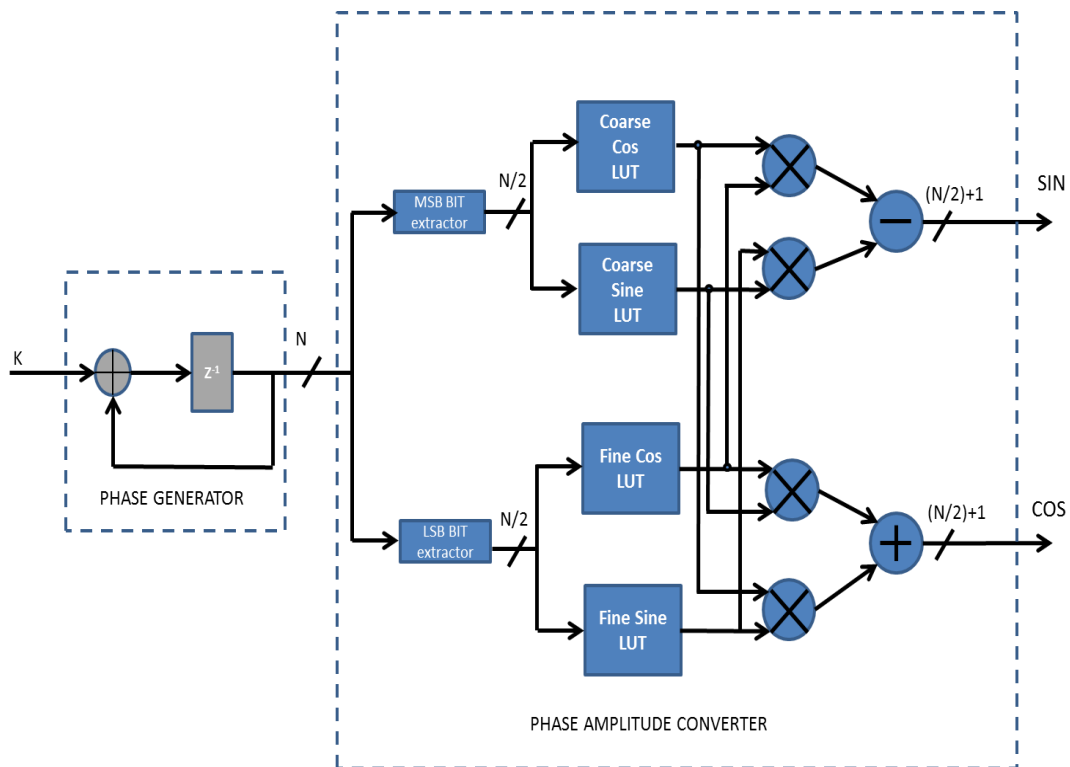 Coarse
Cos
LUT
SIN
N/2
MSB BIT
extractor
(N/2)+1
Coarse
Sine
LUT
K
N
Z-1
PHASE GENERATOR
Fine Cos
LUT
COS
N/2
LSB BIT
extractor
(N/2)+1
Fine Sine
LUT
PHASE AMPLITUDE CONVERTER